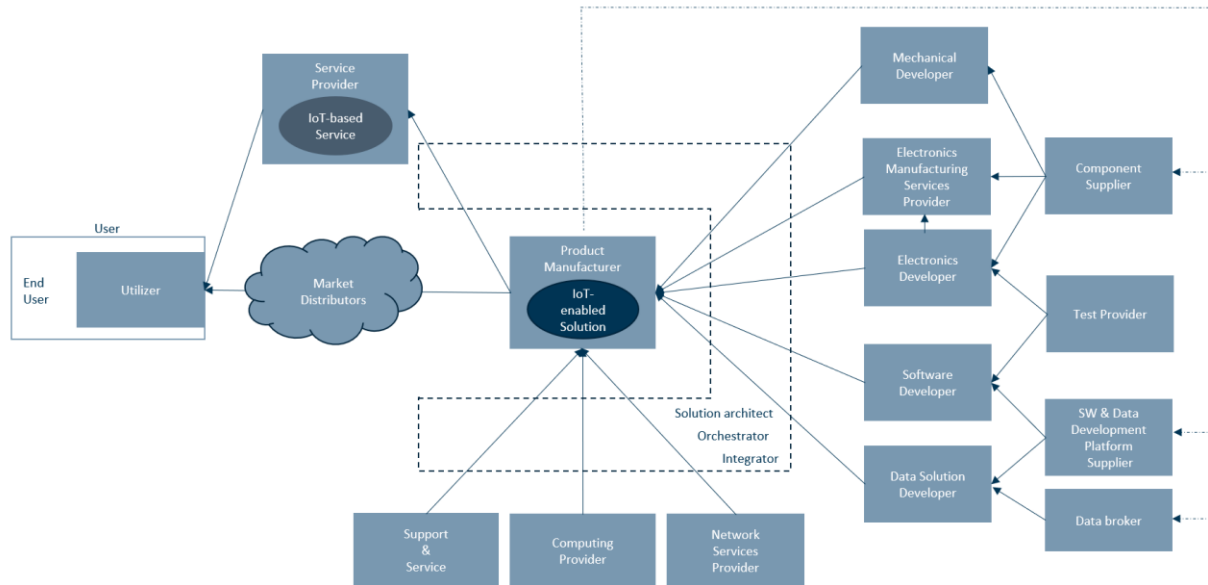 Service
Provider
IoT-based
Service
User
End
User
Utilizer
Market
Distributors
Product
Manufacturer
IoT-
enabled
Solution
Solution architect
Orchestrator
Integrator
Support
&
Service
Computing
Provider
Network
Services
Provider
Mechanical
Developer
Electronics
Manufacturing
Services
Provider
Electronics
Developer
Software
Developer
Data Solution
Developer
Component
Supplier
Test Provider
SW & Data
Development
Platform
Supplier
Data broker